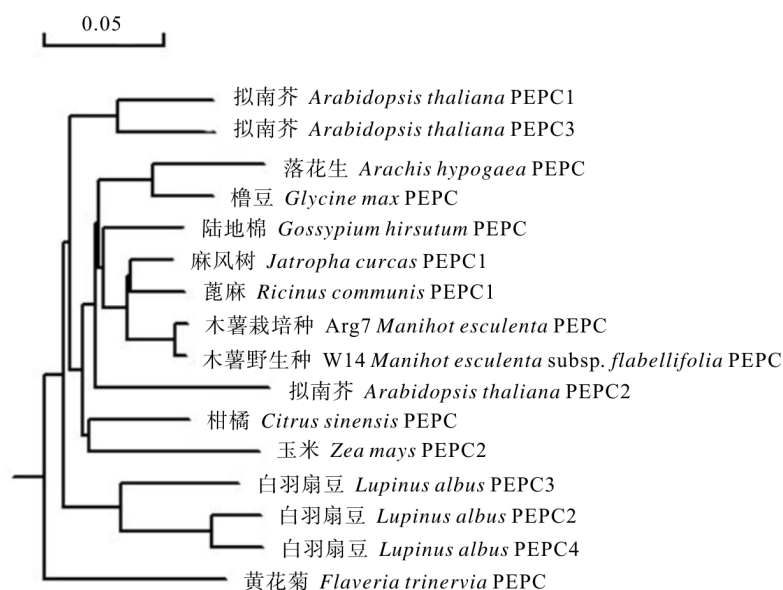 0.05
拟南芥 Arabidopsis thaliana PEPC1
拟南芥 Arabidopsis thaliana PEPC3
落花生 Arachis hypogaea PEPC
橹豆 Glycine max PEPC
陆地棉 Gossypium hirsutum PEPC
麻风树 Jatropha curcas PEPC1
蓖麻 Ricinus communis PEPC1
木薯栽培种 Arg7 Manihot esculenta PEPC
木薯野生种 W14 Manihot esculenta subsp. flabellifolia PEPC
拟南芥 Arabidopsis thaliana PEPC2
柑橘 Citrus sinensis PEPC
玉米 Zea mays PEPC2
白羽扇豆 Lupinus albus PEPC3
白羽扇豆 Lupinus albus PEPC2
白羽扇豆 Lupinus albus PEPC4
黄花菊 Flaveria trinervia PEPC